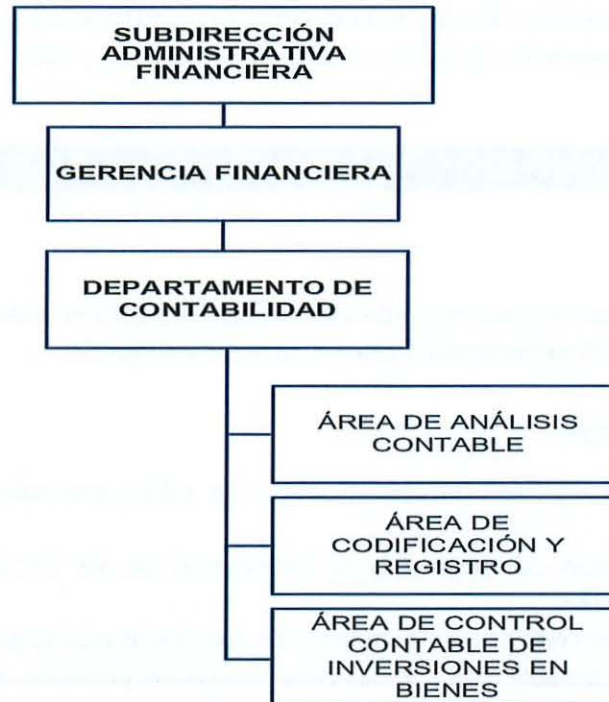 SUBDIRECCIÓN
ADMINISTRATIVA
FINANCIERA
GERENCIA FINANCIERA
DEPARTAMENTO DE
CONTABILIDAD
ÁREA DE ANÁLISIS
CONTABLE
ÁREA DE
CODIFICACIÓN Y
REGISTRO
ÁREA DE CONTROL
CONTABLE DE
INVERSIONES EN
BIENES